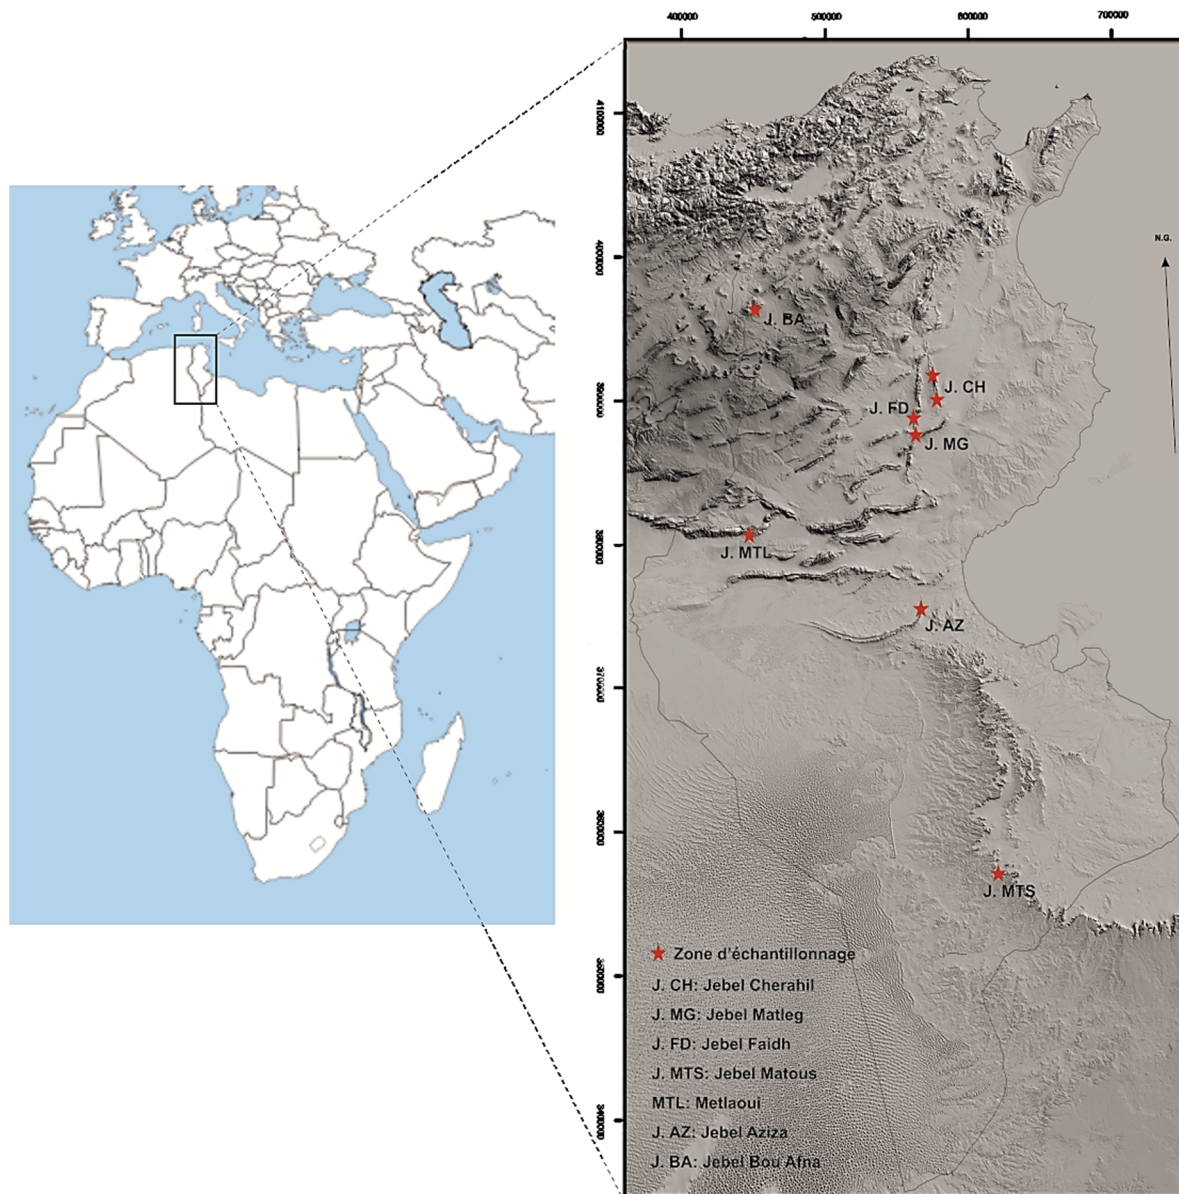 400000 500000 600000 700000
4100000
4000000
N.G.
J. BA
3900000
J. CH
J. FD
J. MG
3800000
J. MTL
J. AZ
3700000
3600000
J. MTS
Zone d'échantillonnage
3500000
J. CH: Jebel Cherahil
J. MG: Jebel Matleg
J. FD: Jebel Faidh
J. MTS: Jebel Matous
MTL: Metlaoui
3400000
J. AZ: Jebel Aziza
J. BA: Jebel Bou Afna